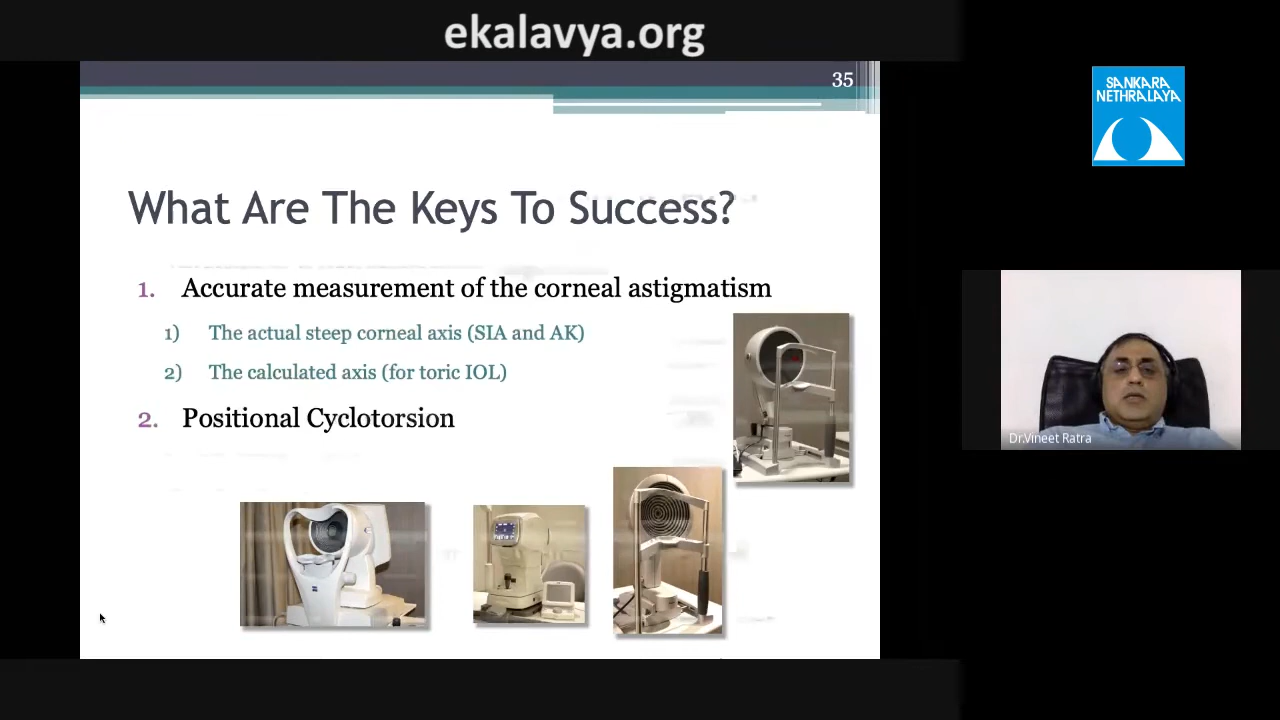 ekalavya.org
35
SANKARA
NETHRALAYA
What Are The Keys To Success?
1. Accurate measurement of the corneal astigmatism
1) The actual steep corneal axis (SIA and AK)
2) The calculated axis (for toric IOL)
2. Positional Cyclotorsion
Dr.Vineet Ratra